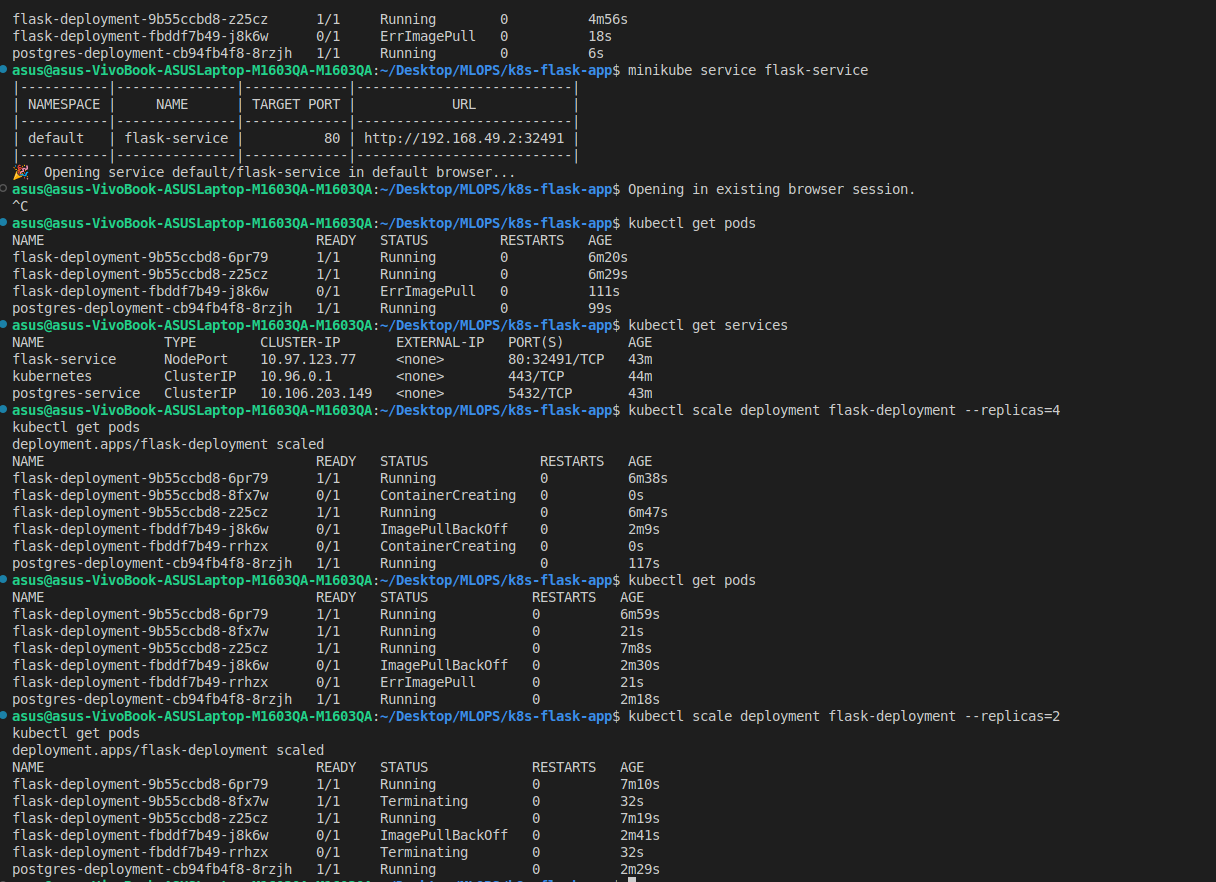 flask-deployment-9b55ccbd8-z25cz      1/1     Running        0          4m56s
flask-deployment-fbddf7b49-j8k6w      0/1     ErrImagePull   0          18s
postgres-deployment-cb94fb4f8-8rzjh   1/1     Running        0          6s
asus@asus-VivoBook-ASUSLaptop-M1603QA-M1603QA:~/Desktop/MLOPS/k8s-flask-app$ minikube service flask-service
|-----------|---------------|-------------|---------------------------|
| NAMESPACE |     NAME      | TARGET PORT |            URL            |
|-----------|---------------|-------------|---------------------------|
| default   | flask-service |          80 | http://192.168.49.2:32491 |
|-----------|---------------|-------------|---------------------------|
🎉  Opening service default/flask-service in default browser...
asus@asus-VivoBook-ASUSLaptop-M1603QA-M1603QA:~/Desktop/MLOPS/k8s-flask-app$ Opening in existing browser session.
^C
asus@asus-VivoBook-ASUSLaptop-M1603QA-M1603QA:~/Desktop/MLOPS/k8s-flask-app$ kubectl get pods
NAME                                  READY   STATUS         RESTARTS   AGE
flask-deployment-9b55ccbd8-6pr79      1/1     Running        0          6m20s
flask-deployment-9b55ccbd8-z25cz      1/1     Running        0          6m29s
flask-deployment-fbddf7b49-j8k6w      0/1     ErrImagePull   0          111s
postgres-deployment-cb94fb4f8-8rzjh   1/1     Running        0          99s
asus@asus-VivoBook-ASUSLaptop-M1603QA-M1603QA:~/Desktop/MLOPS/k8s-flask-app$ kubectl get services
NAME               TYPE        CLUSTER-IP       EXTERNAL-IP   PORT(S)        AGE
flask-service      NodePort    10.97.123.77     <none>        80:32491/TCP   43m
kubernetes         ClusterIP   10.96.0.1        <none>        443/TCP        44m
postgres-service   ClusterIP   10.106.203.149   <none>        5432/TCP       43m
asus@asus-VivoBook-ASUSLaptop-M1603QA-M1603QA:~/Desktop/MLOPS/k8s-flask-app$ kubectl scale deployment flask-deployment --replicas=4
kubectl get pods
deployment.apps/flask-deployment scaled
NAME                                  READY   STATUS              RESTARTS   AGE
flask-deployment-9b55ccbd8-6pr79      1/1     Running             0          6m38s
flask-deployment-9b55ccbd8-8fx7w      0/1     ContainerCreating   0          0s
flask-deployment-9b55ccbd8-z25cz      1/1     Running             0          6m47s
flask-deployment-fbddf7b49-j8k6w      0/1     ImagePullBackOff    0          2m9s
flask-deployment-fbddf7b49-rrhzx      0/1     ContainerCreating   0          0s
postgres-deployment-cb94fb4f8-8rzjh   1/1     Running             0          117s
asus@asus-VivoBook-ASUSLaptop-M1603QA-M1603QA:~/Desktop/MLOPS/k8s-flask-app$ kubectl get pods
NAME                                  READY   STATUS             RESTARTS   AGE
flask-deployment-9b55ccbd8-6pr79      1/1     Running            0          6m59s
flask-deployment-9b55ccbd8-8fx7w      1/1     Running            0          21s
flask-deployment-9b55ccbd8-z25cz      1/1     Running            0          7m8s
flask-deployment-fbddf7b49-j8k6w      0/1     ImagePullBackOff   0          2m30s
flask-deployment-fbddf7b49-rrhzx      0/1     ErrImagePull       0          21s
postgres-deployment-cb94fb4f8-8rzjh   1/1     Running            0          2m18s
asus@asus-VivoBook-ASUSLaptop-M1603QA-M1603QA:~/Desktop/MLOPS/k8s-flask-app$ kubectl scale deployment flask-deployment --replicas=2
kubectl get pods
deployment.apps/flask-deployment scaled
NAME                                  READY   STATUS             RESTARTS   AGE
flask-deployment-9b55ccbd8-6pr79      1/1     Running            0          7m10s
flask-deployment-9b55ccbd8-8fx7w      1/1     Terminating        0          32s
flask-deployment-9b55ccbd8-z25cz      1/1     Running            0          7m19s
flask-deployment-fbddf7b49-j8k6w      0/1     ImagePullBackOff   0          2m41s
flask-deployment-fbddf7b49-rrhzx      0/1     Terminating        0          32s
postgres-deployment-cb94fb4f8-8rzjh   1/1     Running            0          2m29s